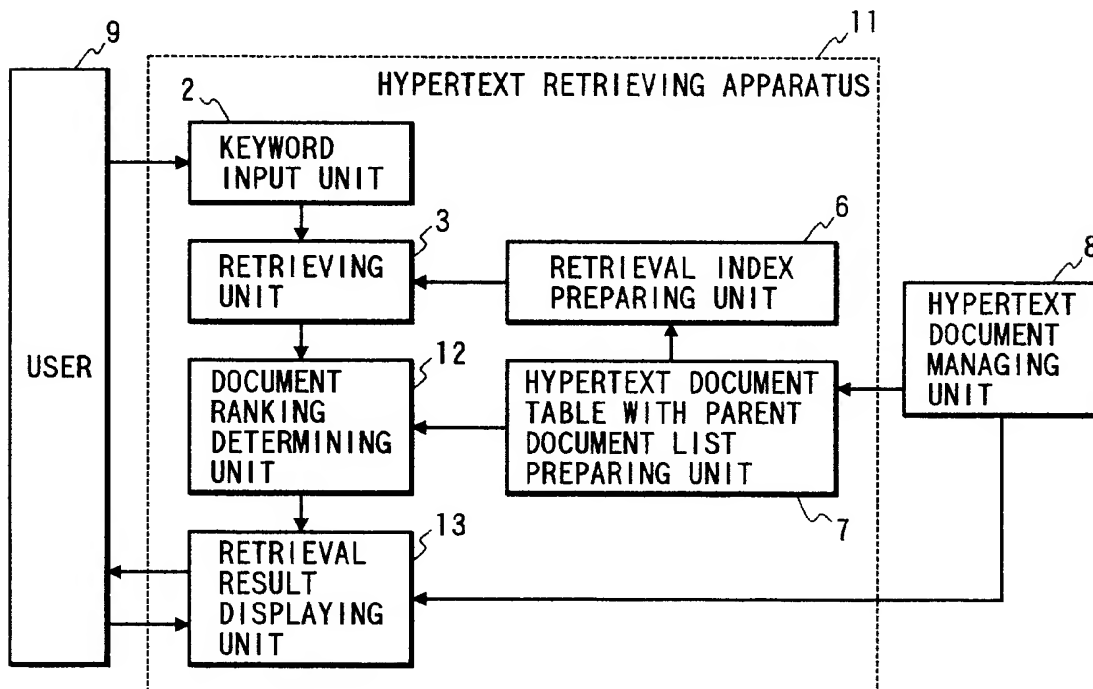 9
11
HYPERTEXT RETRIEVING APPARATUS
2
KEYWORD
INPUT UNIT
3
RETRIEVING
UNIT
6
RETRIEVAL INDEX
PREPARING UNIT
8
HYPERTEXT
DOCUMENT
MANAGING
UNIT
USER
12
DOCUMENT
RANKING
DETERMINING
UNIT
HYPERTEXT DOCUMENT
TABLE WITH PARENT
DOCUMENT LIST
PREPARING UNIT
7
13
RETRIEVAL
RESULT
DISPLAYING
UNIT